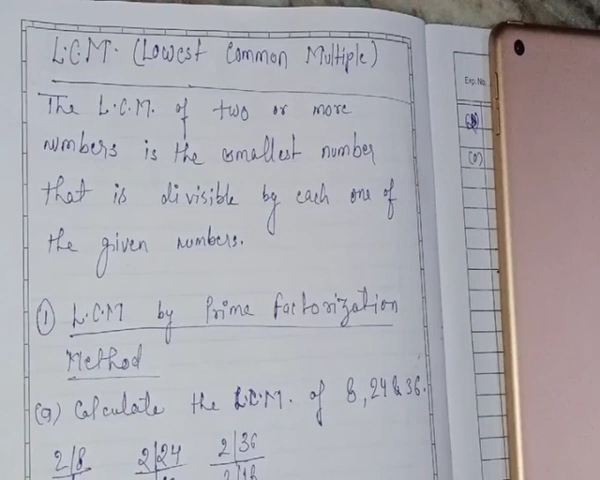 L.C.M. (Lowest Common Multiple)
The L.C.M. of two or more
numbers is the smallest number
that is divisible by each one of
the given numbers.
① L.C.M by Prime factorization
Method
(a) Calculate the L.C.M. of 8, 24 & 36.
2|8 2|24 2|36
2|18
Exp. No.